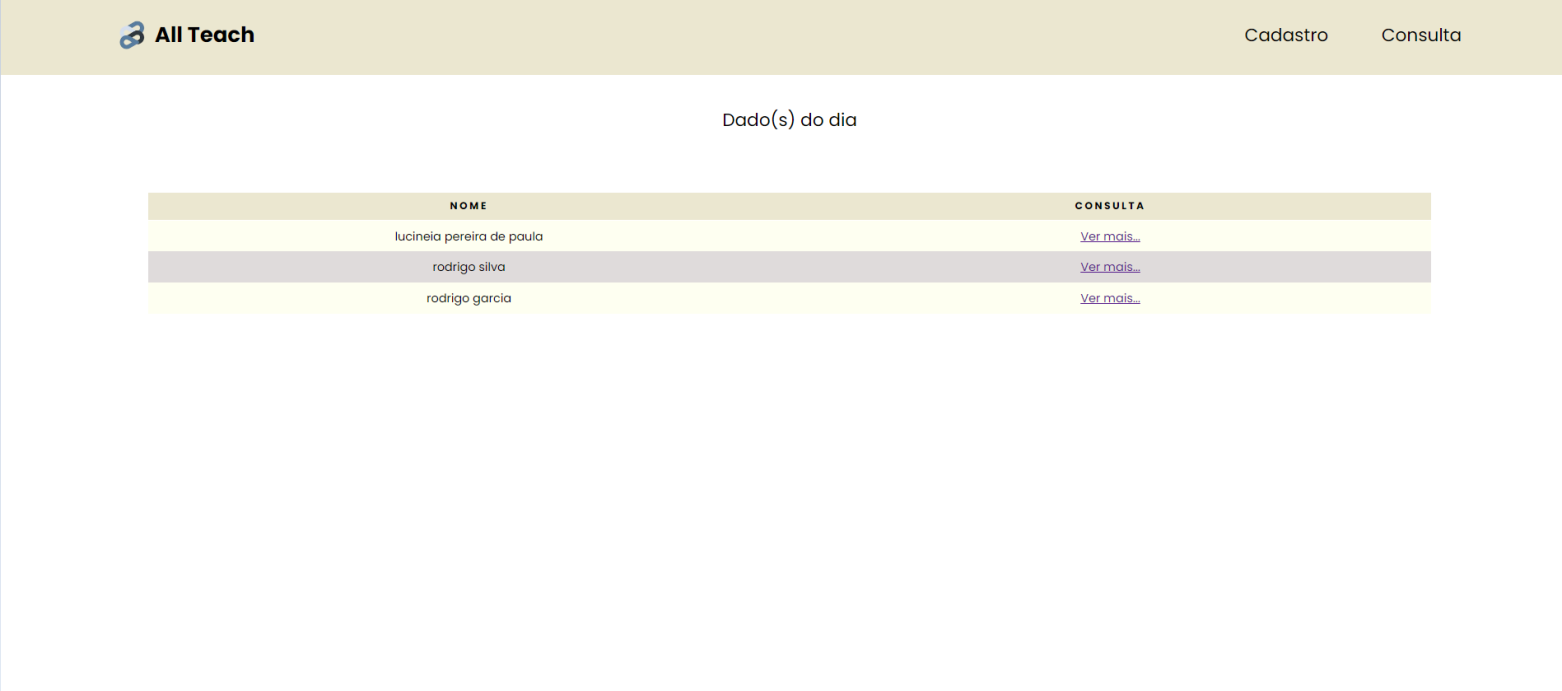 All Teach
Cadastro Consulta
Dado(s) do dia
NOME CONSULTA
lucineia pereira de paula Ver mais...
rodrigo silva Ver mais...
rodrigo garcia Ver mais...